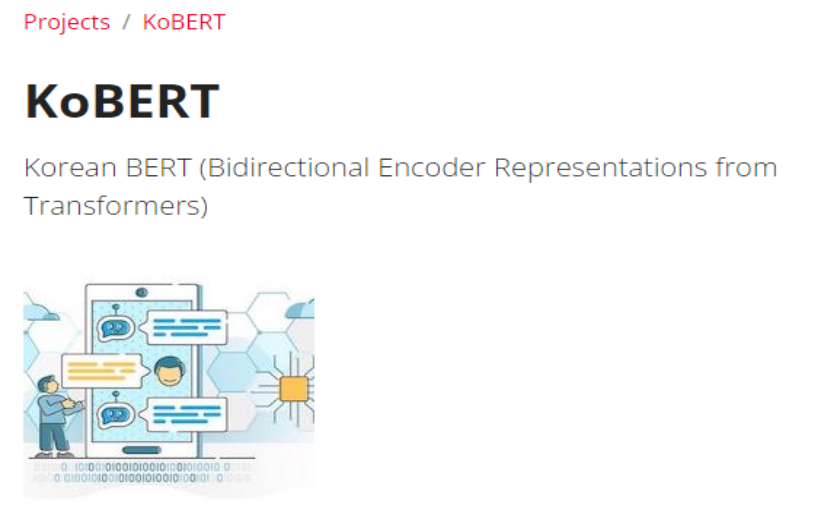 Projects / KoBERT
KoBERT
Korean BERT (Bidirectional Encoder Representations from
Transformers)